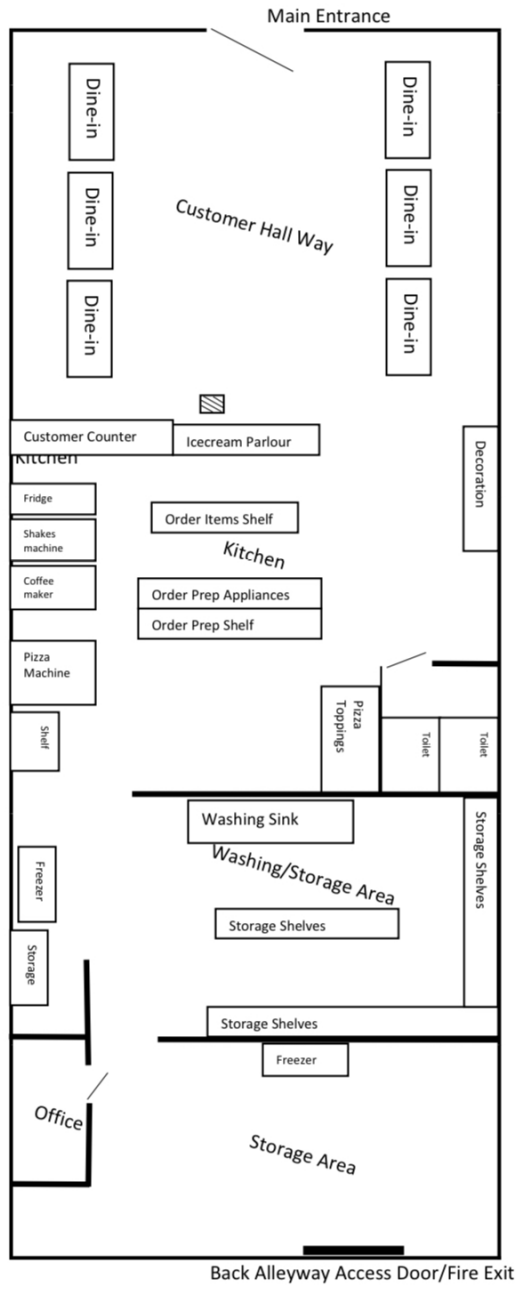 Main Entrance
Dine-in
Dine-in
Dine-in
Dine-in
Dine-in
Dine-in
Customer Hall Way
Customer Counter
Icecream Parlour
Kitchen
Decoration
Fridge
Order Items Shelf
Shakes
machine
Kitchen
Coffee
maker
Order Prep Appliances
Order Prep Shelf
Pizza
Machine
Pizza
Toppings
Shelf
Toilet
Toilet
Washing Sink
Storage Shelves
Washing/Storage Area
Freezer
Storage Shelves
Storage
Storage Shelves
Freezer
Office
Storage Area
Back Alleyway Access Door/Fire Exit